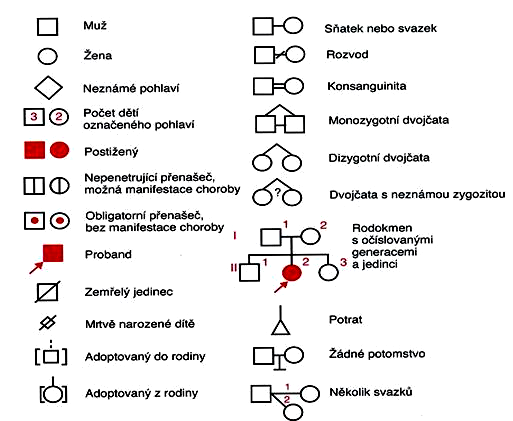 Muž
Žena
Neznámé pohlaví
3 2 Počet dětí
označeného pohlaví
Postižený
Nepenetrující přenašeč,
možná manifestace choroby
Obligatorní přenašeč,
bez manifestace choroby
Proband
Zemřelý jedinec
Mrtvě narozené dítě
Adoptovaný do rodiny
Adoptovaný z rodiny
Sňatek nebo svazek
Rozvod
Konsanguinita
Monozygotní dvojčata
Dizygotní dvojčata
? Dvojčata s neznámou zygozitou
I 1 2
II 1 2 3
Rodokmen
s očíslovanými
generacemi
a jedinci
Potrat
Žádné potomstvo
1 2 Několik svazků